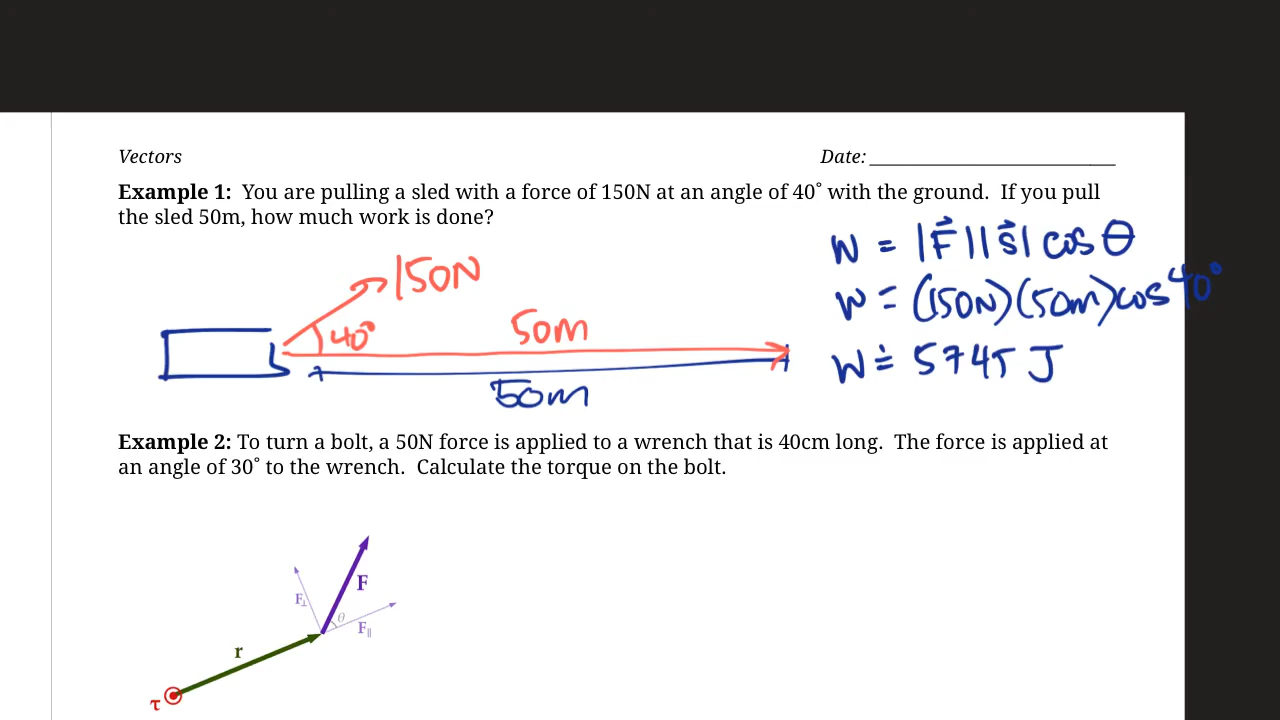 Vectors Date: ___________________________
Example 1: You are pulling a sled with a force of 150N at an angle of 40˚ with the ground. If you pull
the sled 50m, how much work is done?
W = |F⃗||s⃗| cos θ
150N
W = (150N)(50m)cos40°
40°
50m
W ≐ 5745 J
50m
Example 2: To turn a bolt, a 50N force is applied to a wrench that is 40cm long. The force is applied at
an angle of 30˚ to the wrench. Calculate the torque on the bolt.
F
F⊥
θ
F∥
r
τ